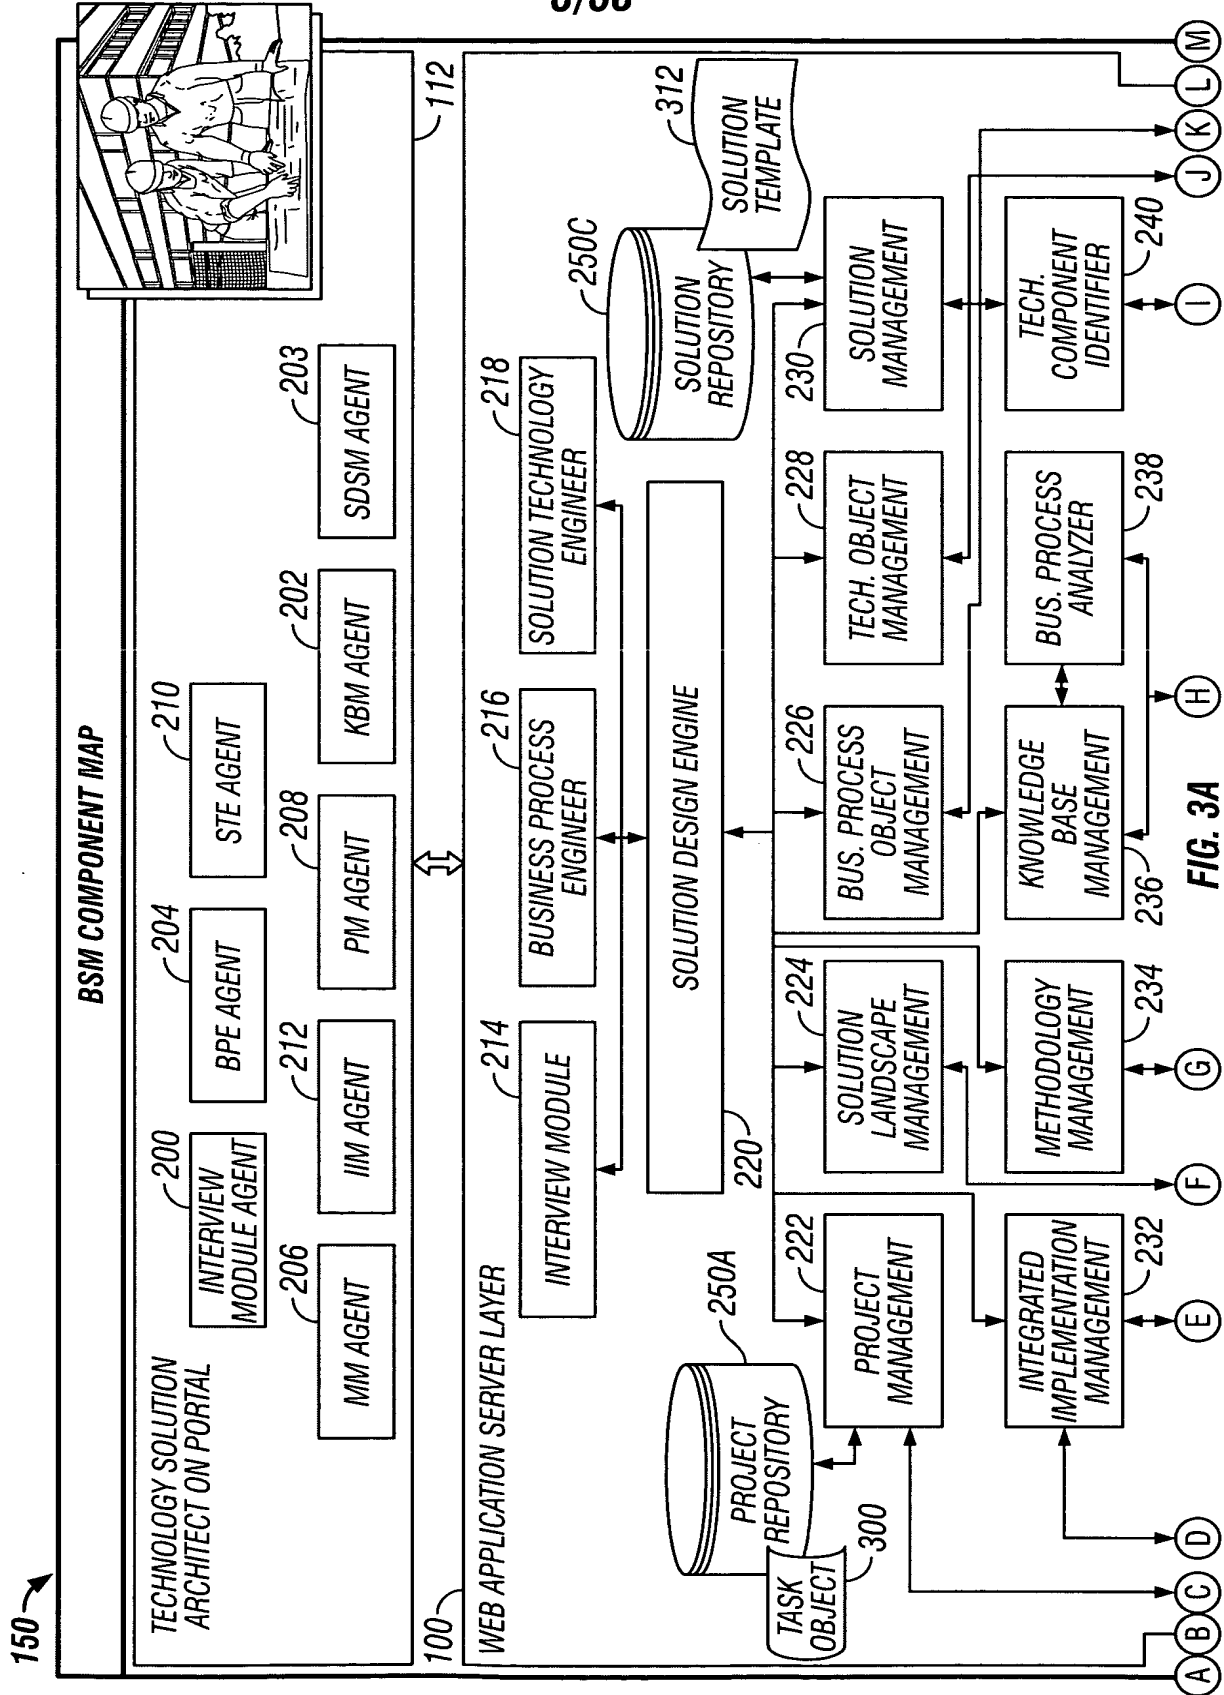 150
BSM COMPONENT MAP
TECHNOLOGY SOLUTION
ARCHITECT ON PORTAL
112
INTERVIEW
MODULE AGENT
200
BPE AGENT
204
STE AGENT
210
MM AGENT
206
IIM AGENT
212
PM AGENT
208
KBM AGENT
202
SDSM AGENT
203
100
WEB APPLICATION SERVER LAYER
INTERVIEW MODULE
214
BUSINESS PROCESS
ENGINEER
216
SOLUTION TECHNOLOGY
ENGINEER
218
SOLUTION DESIGN ENGINE
220
PROJECT
REPOSITORY
250A
TASK
OBJECT
300
SOLUTION
REPOSITORY
250C
SOLUTION
TEMPLATE
312
PROJECT
MANAGEMENT
222
SOLUTION
LANDSCAPE
MANAGEMENT
224
BUS. PROCESS
OBJECT
MANAGEMENT
226
TECH. OBJECT
MANAGEMENT
228
SOLUTION
MANAGEMENT
230
INTEGRATED
IMPLEMENTATION
MANAGEMENT
232
METHODOLOGY
MANAGEMENT
234
KNOWLEDGE
BASE
MANAGEMENT
236
BUS. PROCESS
ANALYZER
238
TECH.
COMPONENT
IDENTIFIER
240
A B C D E F G H I J K L M
FIG. 3A